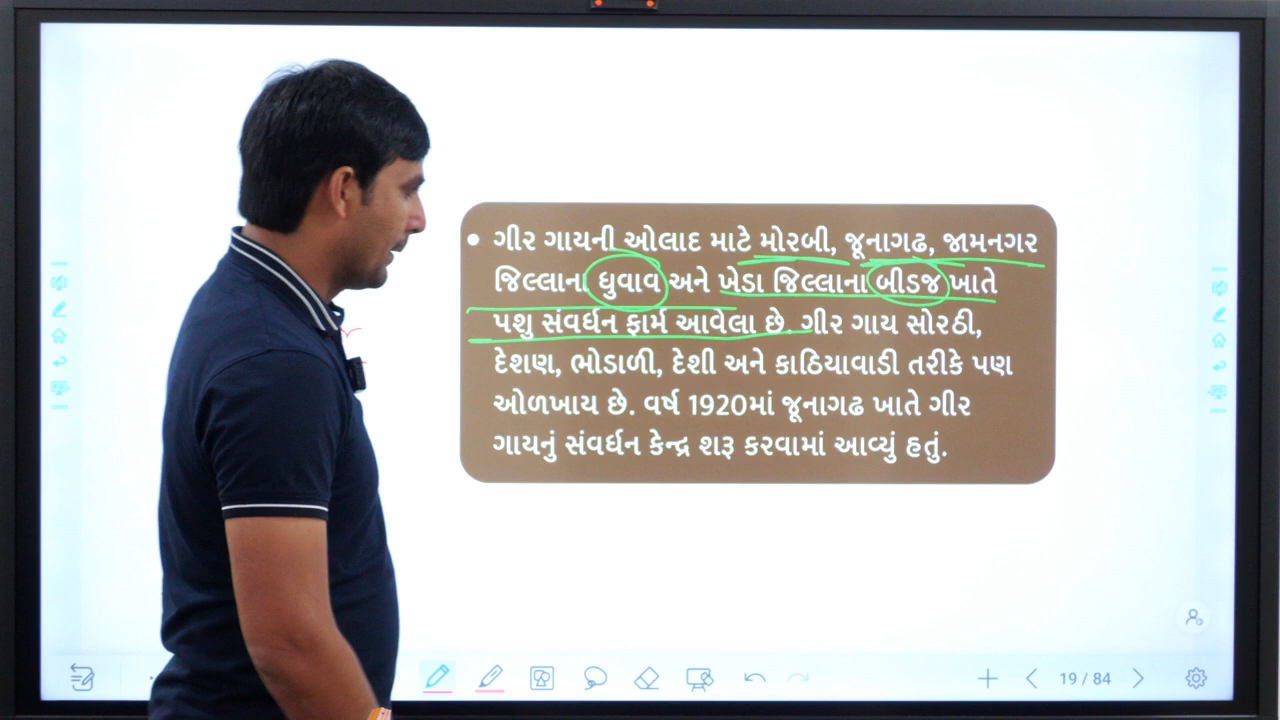 • ગીર ગાયની ઓલાદ માટે મોરબી, જૂનાગઢ, જામનગર
જિલ્લાના ધુવાવ અને ખેડા જિલ્લાના બીડજ ખાતે
પશુ સંવર્ધન ફાર્મ આવેલા છે. ગીર ગાય સોરઠી,
દેશણ, ભોડાળી, દેશી અને કાઠિયાવાડી તરીકે પણ
ઓળખાય છે. વર્ષ 1920માં જૂનાગઢ ખાતે ગીર
ગાયનું સંવર્ધન કેન્દ્ર શરૂ કરવામાં આવ્યું હતું.
19 / 84